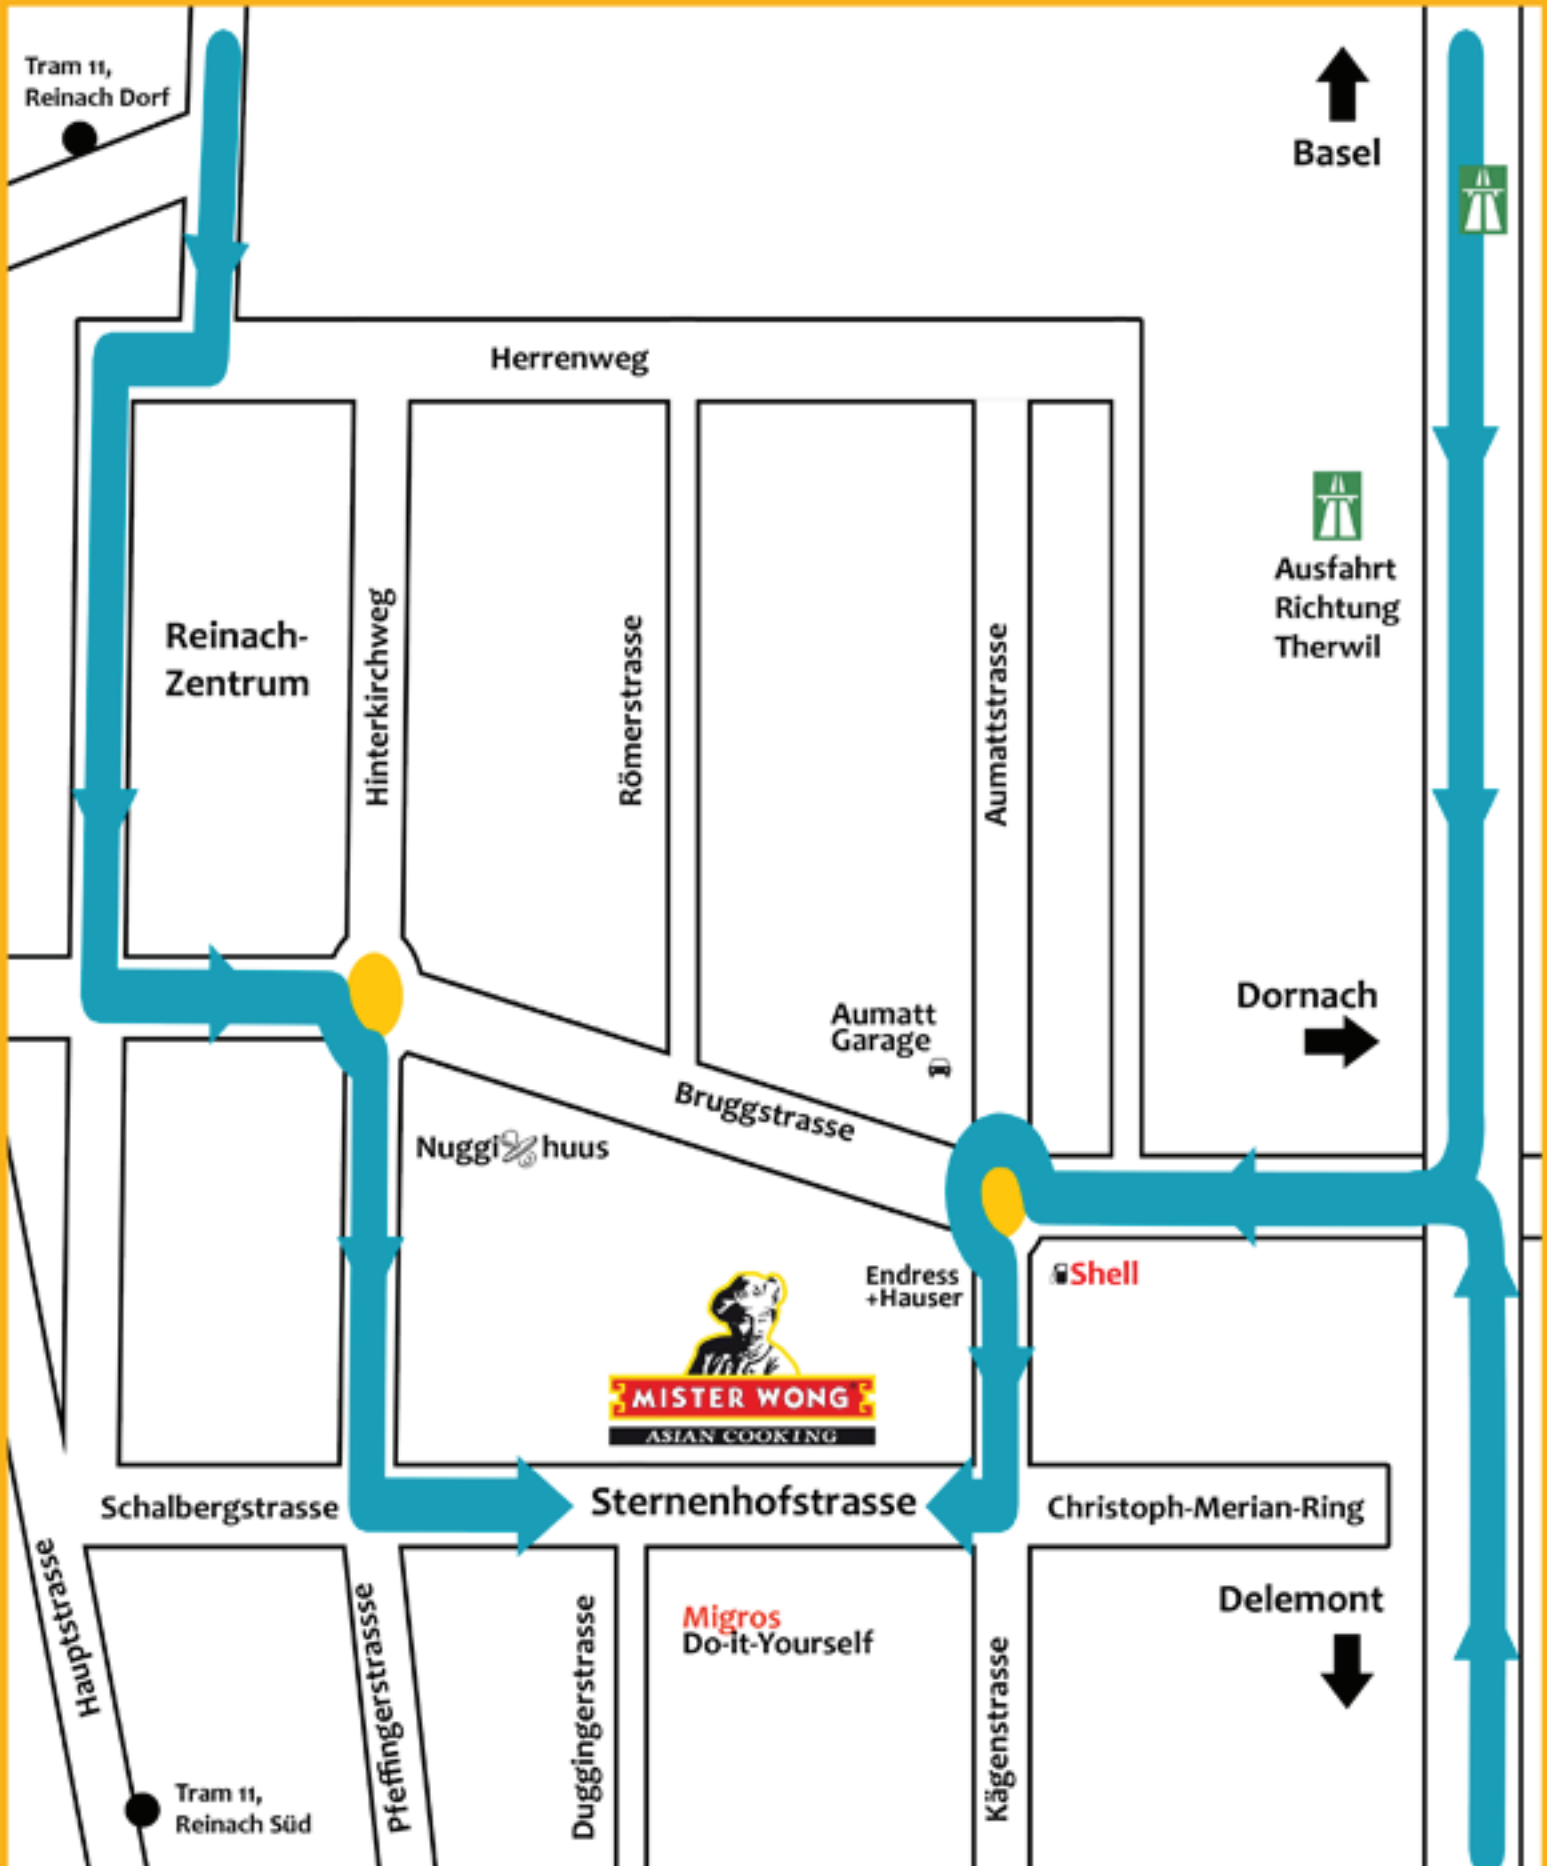 Tram 11,
Reinach Dorf
Basel
Herrenweg
Ausfahrt
Richtung
Therwil
Reinach-
Zentrum
Hinterkirchweg
Römerstrasse
Aumattstrasse
Dornach
Aumatt
Garage
Bruggstrasse
Nuggi huus
Endress
+Hauser
Shell
MISTER WONG
ASIAN COOKING
Schalbergstrasse
Sternenhofstrasse
Christoph-Merian-Ring
Hauptstrasse
Pfeffingerstrassse
Duggingerstrasse
Migros
Do-it-Yourself
Kägenstrasse
Delemont
Tram 11,
Reinach Süd